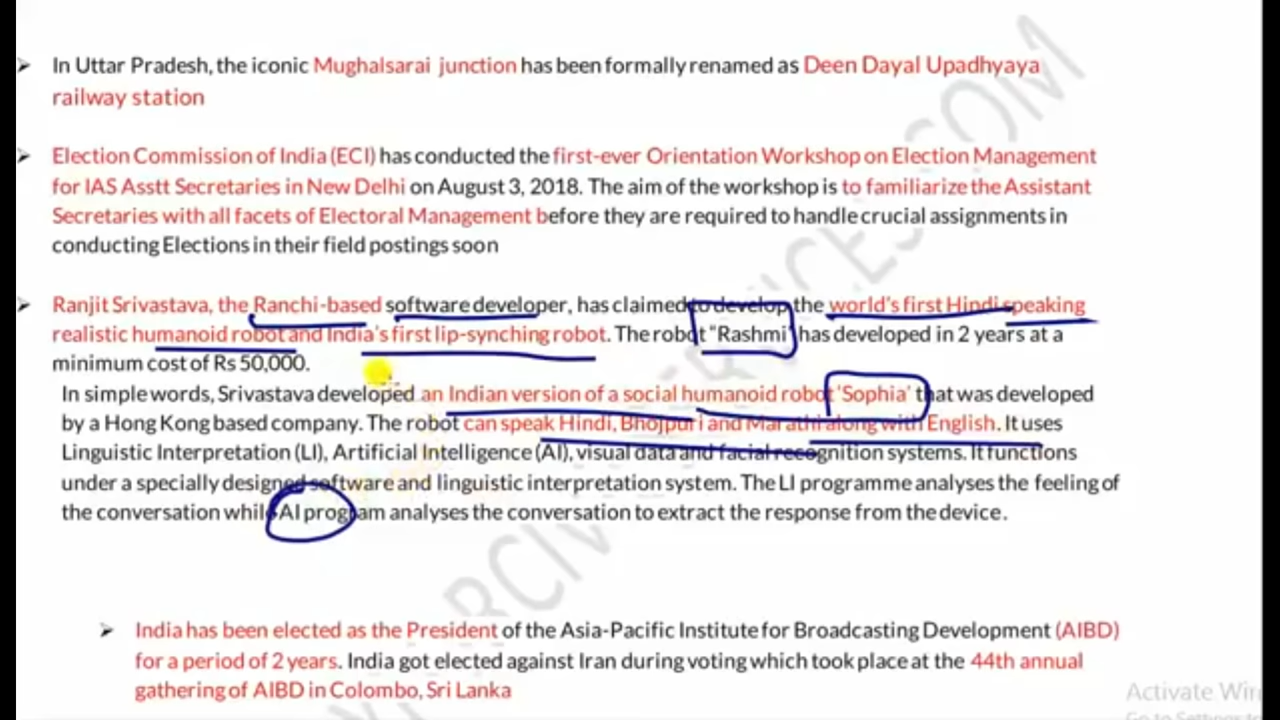 In Uttar Pradesh, the iconic Mughalsarai junction has been formally renamed as Deen Dayal Upadhyaya
railway station
Election Commission of India (ECI) has conducted the first-ever Orientation Workshop on Election Management
for IAS Asstt Secretaries in New Delhi on August 3, 2018. The aim of the workshop is to familiarize the Assistant
Secretaries with all facets of Electoral Management before they are required to handle crucial assignments in
conducting Elections in their field postings soon
Ranjit Srivastava, the Ranchi-based software developer, has claimed to develop the world's first Hindi speaking
realistic humanoid robot and India's first lip-synching robot. The robot "Rashmi" has developed in 2 years at a
minimum cost of Rs 50,000.
In simple words, Srivastava developed an Indian version of a social humanoid robot 'Sophia' that was developed
by a Hong Kong based company. The robot can speak Hindi, Bhojpuri and Marathi along with English. It uses
Linguistic Interpretation (LI), Artificial Intelligence (AI), visual data and facial recognition systems. It functions
under a specially designed software and linguistic interpretation system. The LI programme analyses the feeling of
the conversation while AI program analyses the conversation to extract the response from the device.
India has been elected as the President of the Asia-Pacific Institute for Broadcasting Development (AIBD)
for a period of 2 years. India got elected against Iran during voting which took place at the 44th annual
gathering of AIBD in Colombo, Sri Lanka
Activate Win